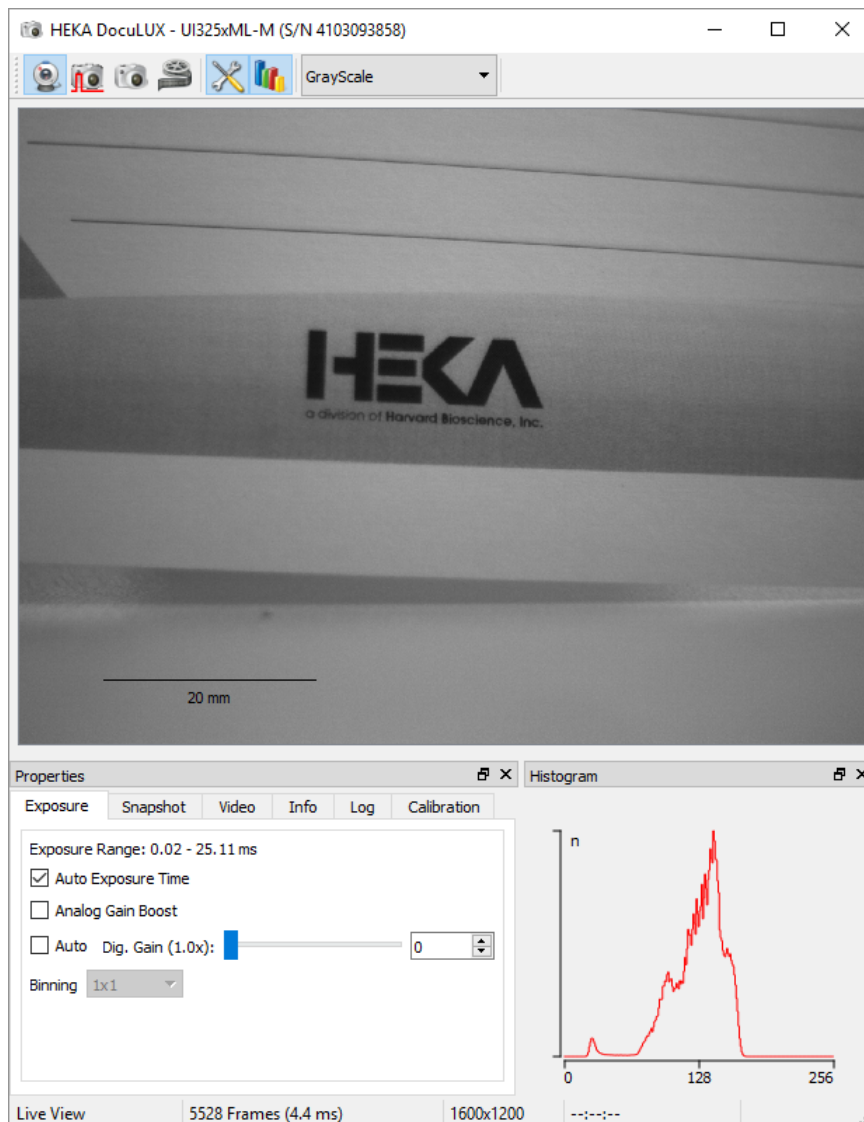 HEKA DocuLUX - UI325xML-M (S/N 4103093858)
GrayScale
HEKA
a division of Harvard Bioscience, Inc.
20 mm
Properties
Histogram
Exposure Snapshot Video Info Log Calibration
Exposure Range: 0.02 - 25.11 ms
Auto Exposure Time
Analog Gain Boost
Auto Dig. Gain (1.0x): 0
Binning 1x1
n
0 128 256
Live View 5528 Frames (4.4 ms) 1600x1200 --:--:--